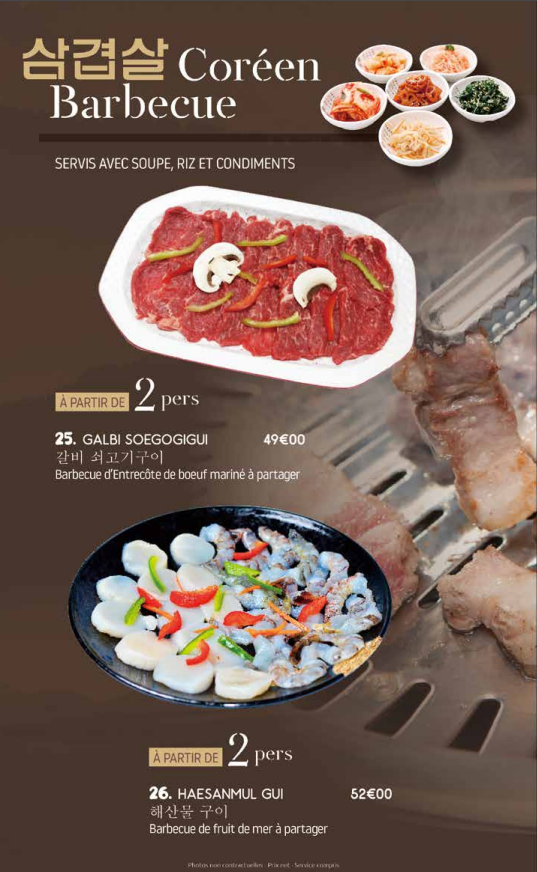 삼겹살 Coréen
Barbecue
SERVIS AVEC SOUPE, RIZ ET CONDIMENTS
À PARTIR DE 2 pers
25. GALBI SOEGOGIGUI 49€00
갈비 쇠고기구이
Barbecue d'Entrecôte de boeuf mariné à partager
À PARTIR DE 2 pers
26. HAESANMUL GUI 52€00
해산물 구이
Barbecue de fruit de mer à partager
Photos non contractuelles - Prix net - Service compris